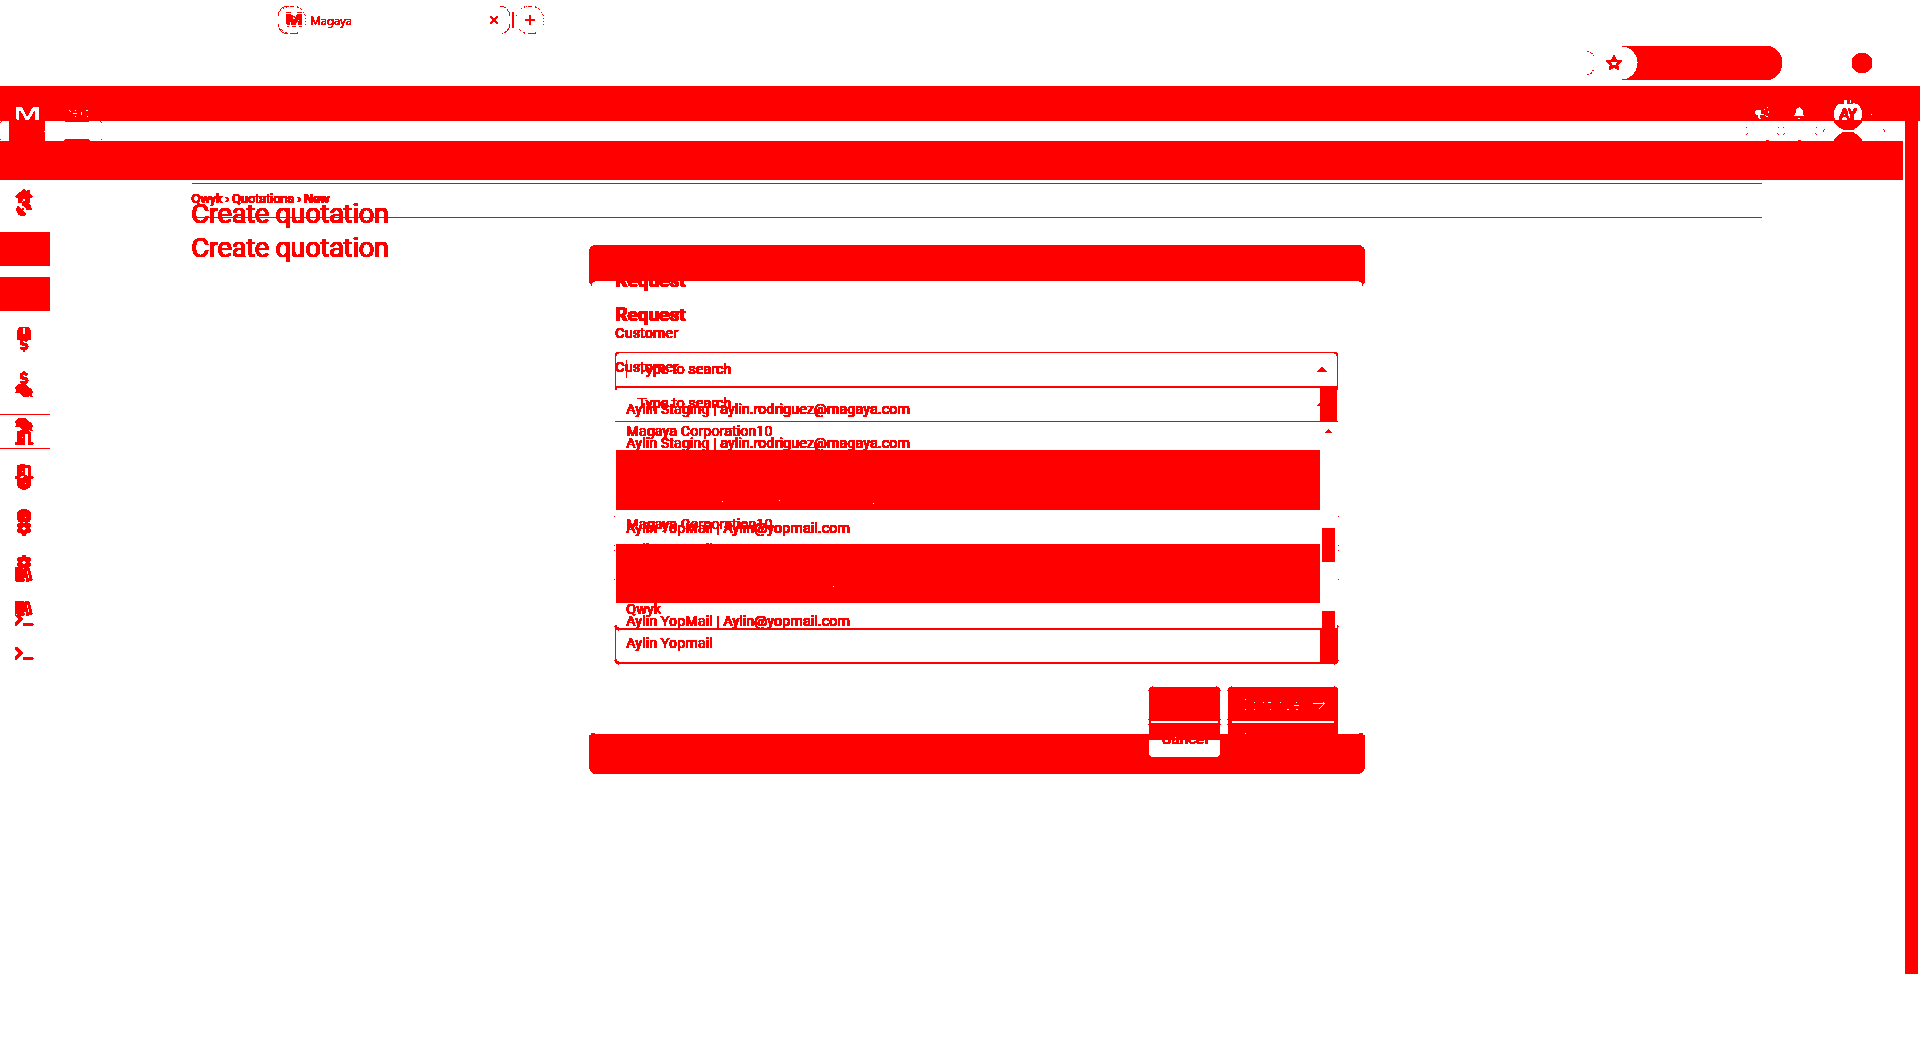 M Magaya
M
AY
Qwyk › Quotations › New
Create quotation
Create quotation
Request
Request
Customer
Customer
Type to search
Type to search
Aylin Staging | aylin.rodriguez@magaya.com
Magaya Corporation10
Aylin Staging | aylin.rodriguez@magaya.com
Magaya Corporation10
Aylin YopMail | Aylin@yopmail.com
Qwyk
Aylin YopMail | Aylin@yopmail.com
Aylin Yopmail
Cancel